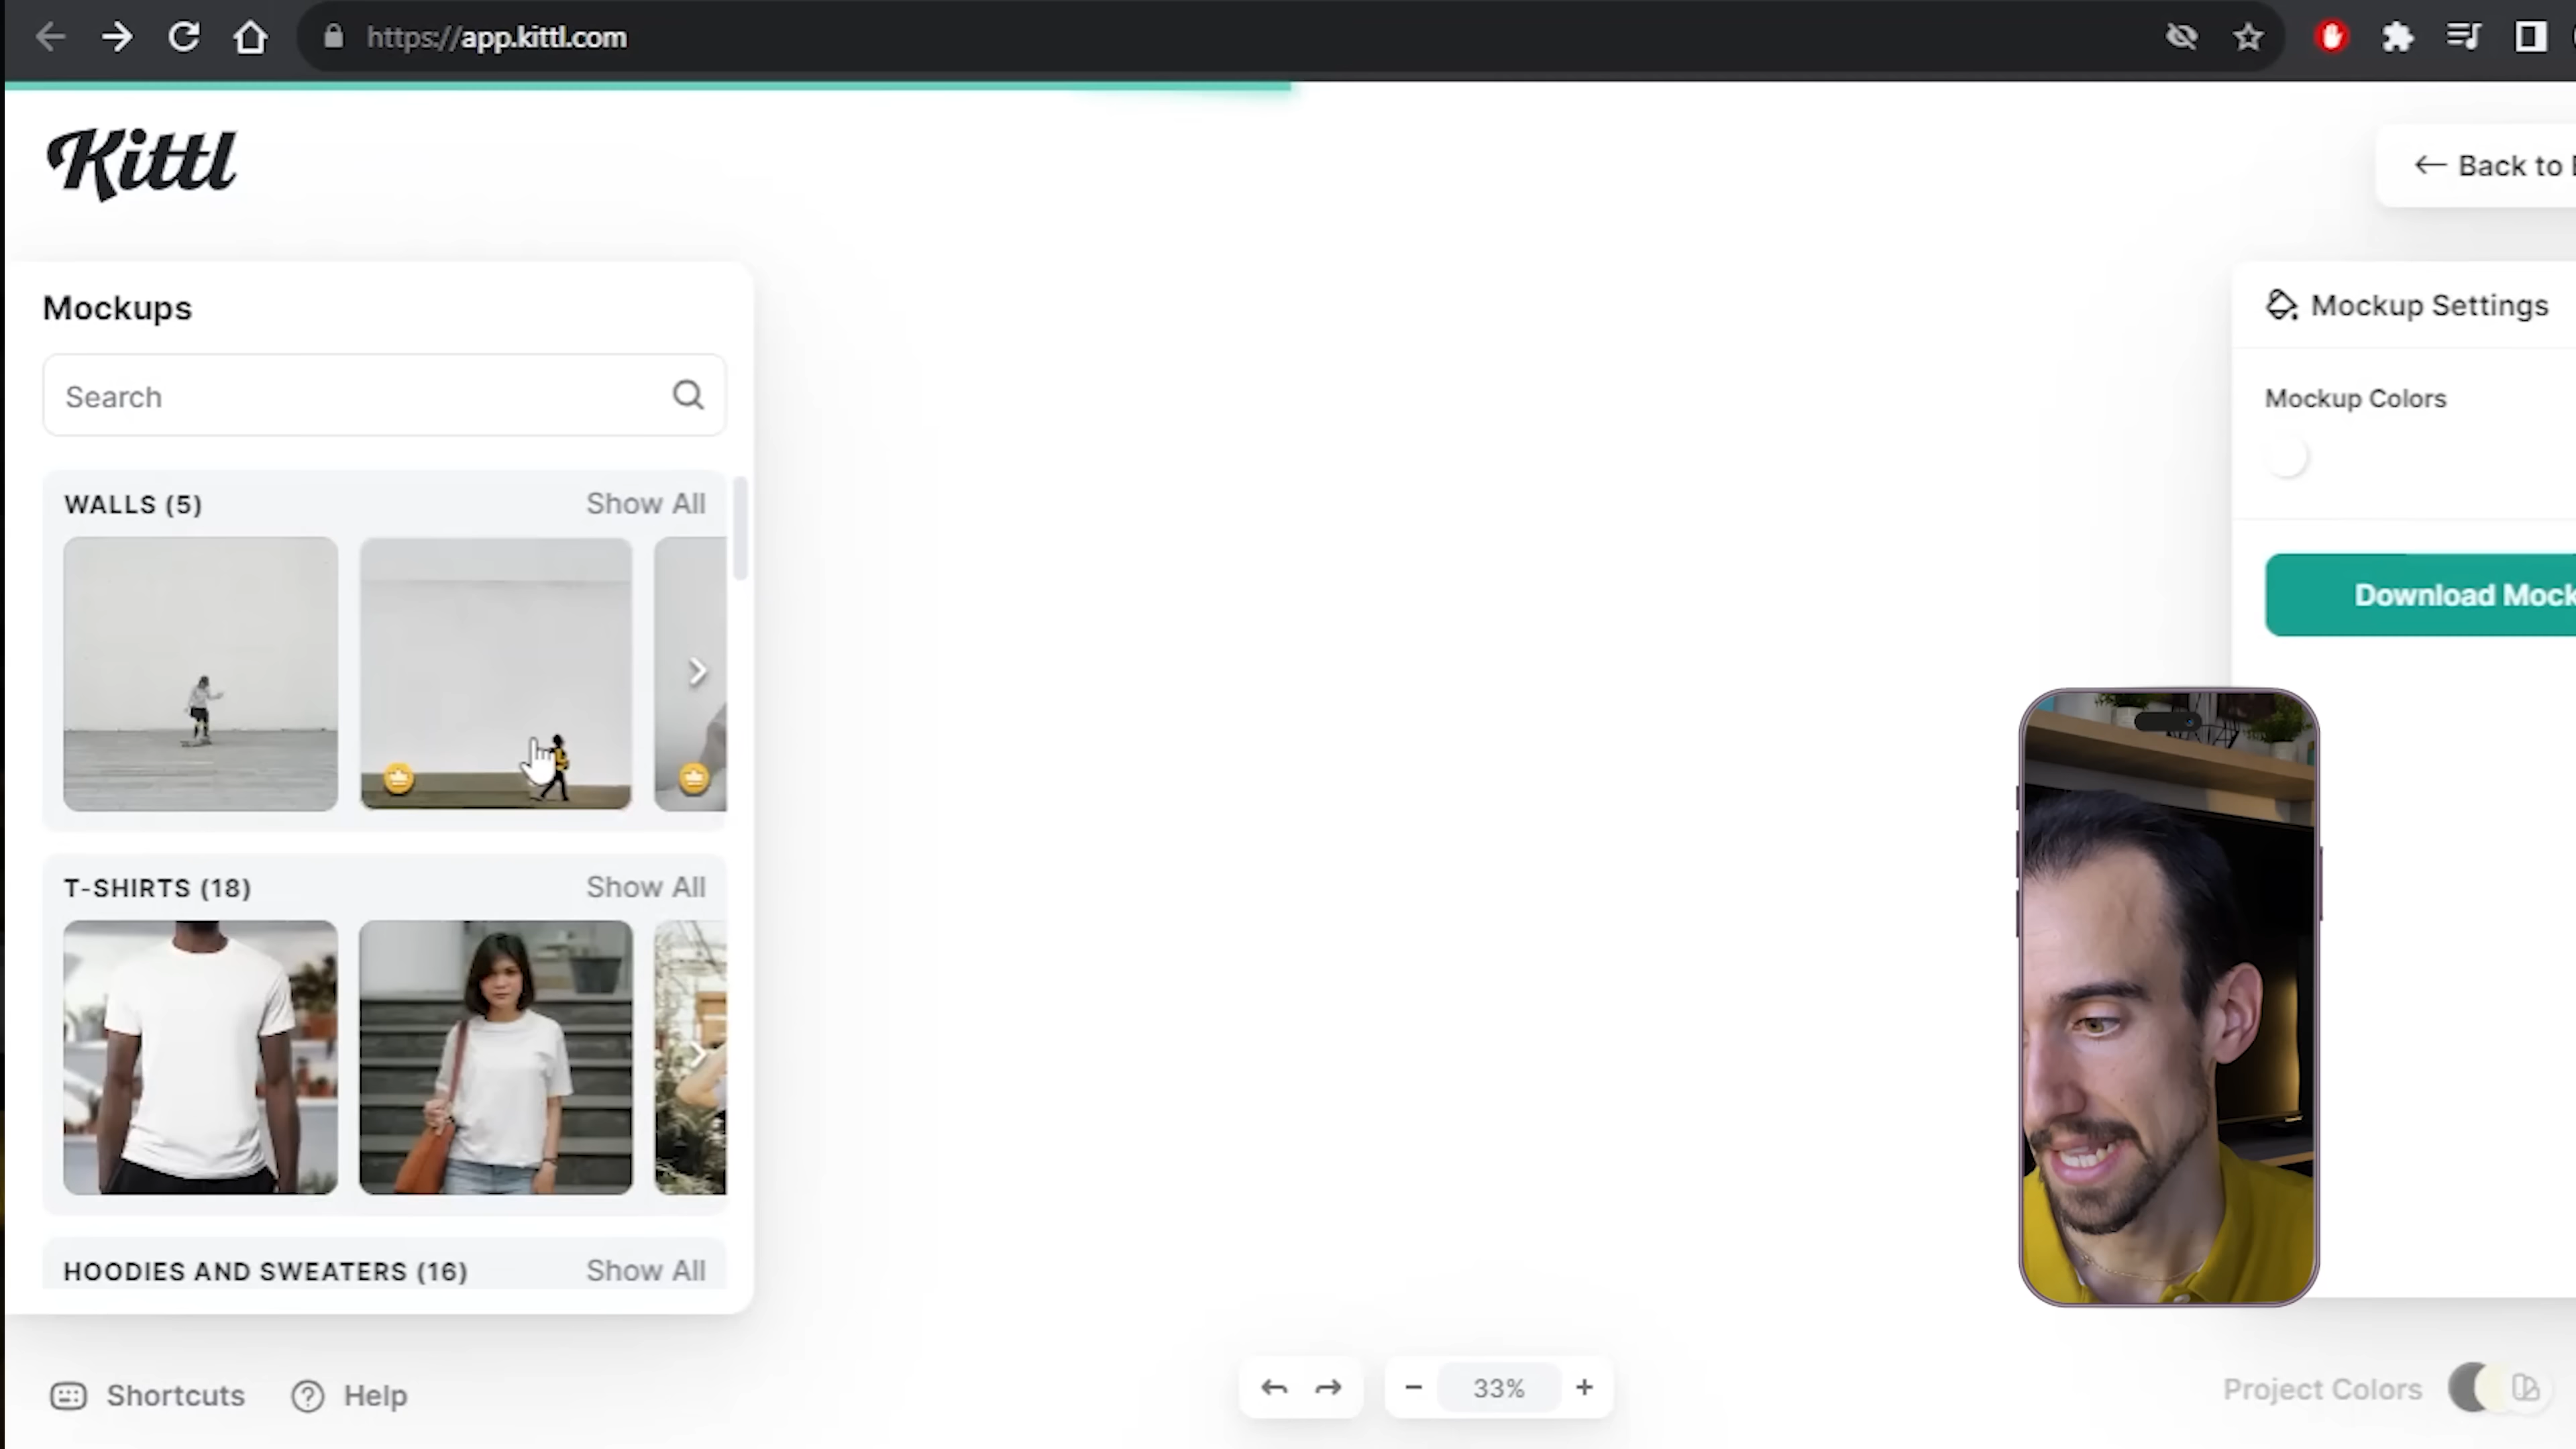 https://app.kittl.com
Kittl
← Back to
Mockups
Search
WALLS (5)
Show All
T-SHIRTS (18)
Show All
HOODIES AND SWEATERS (16)
Show All
Mockup Settings
Mockup Colors
Download Mock
Shortcuts
Help
33%
Project Colors